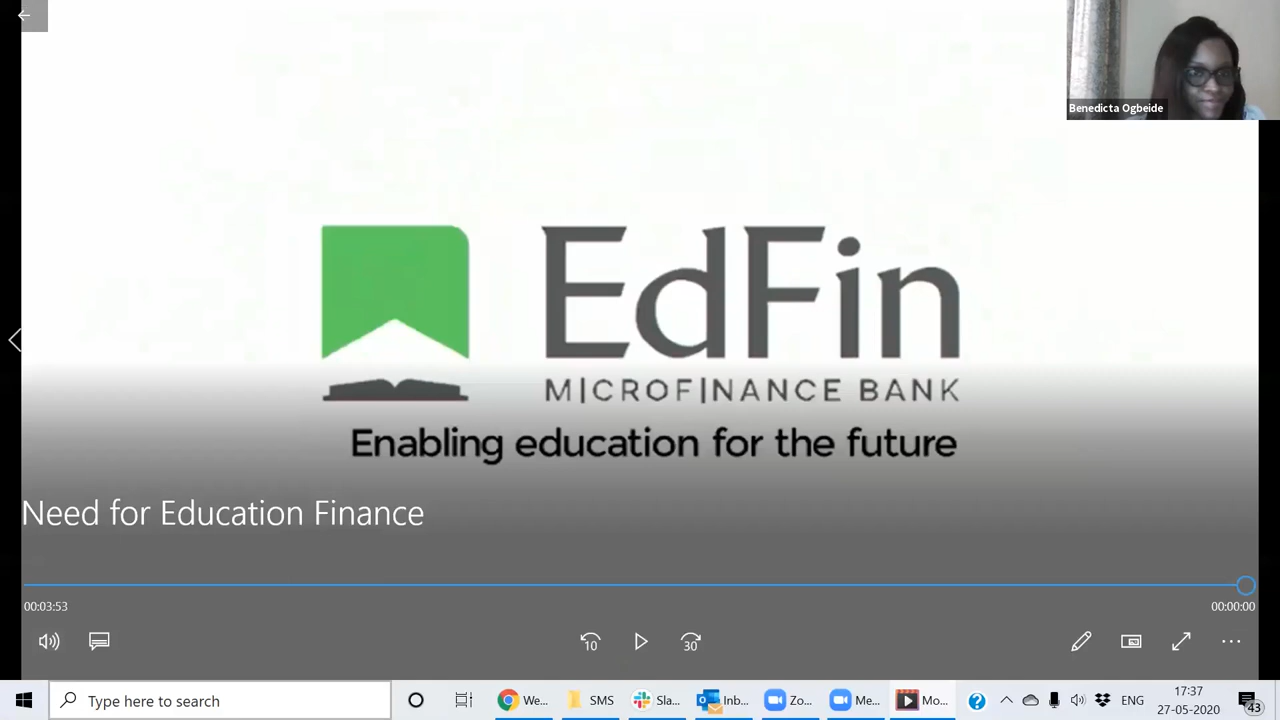 Benedicta Ogbeide
EdFin
MICROFINANCE BANK
Enabling education for the future
Need for Education Finance
00:03:53
00:00:00
10
30
Type here to search
We...
SMS
Sla...
Inb...
Zo...
Me...
Mo...
ENG
17:37
27-05-2020
43